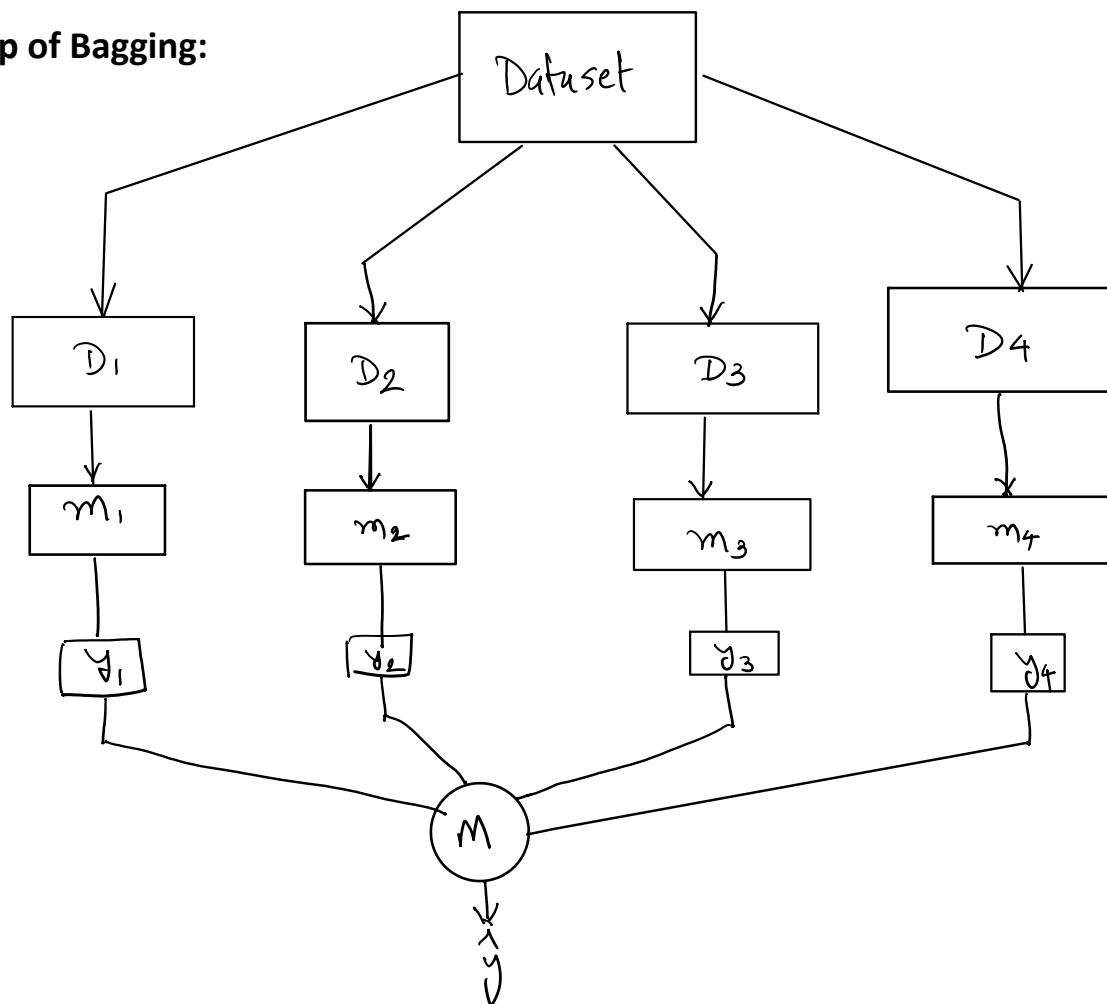 p of Bagging:
Dataset
D1 D2 D3 D4
m1 m2 m3 m4
y1 y2 y3 y4
M
ŷ